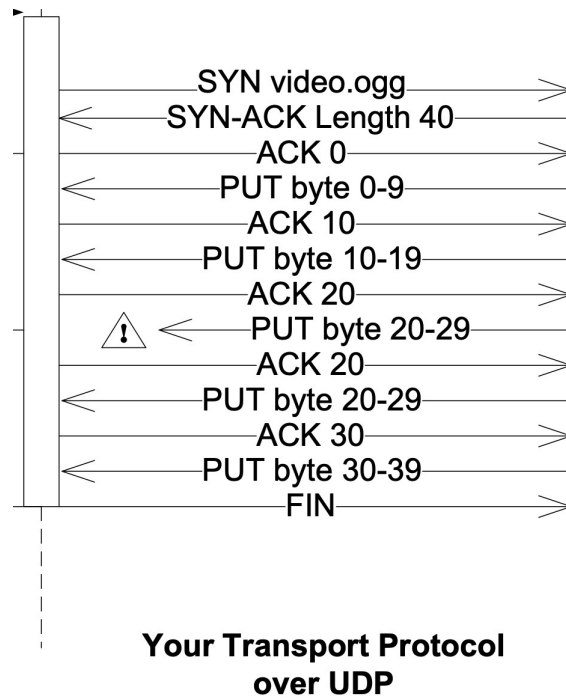 SYN video.ogg
SYN-ACK Length 40
ACK 0
PUT byte 0-9
ACK 10
PUT byte 10-19
ACK 20
! PUT byte 20-29
ACK 20
PUT byte 20-29
ACK 30
PUT byte 30-39
FIN
Your Transport Protocol
over UDP